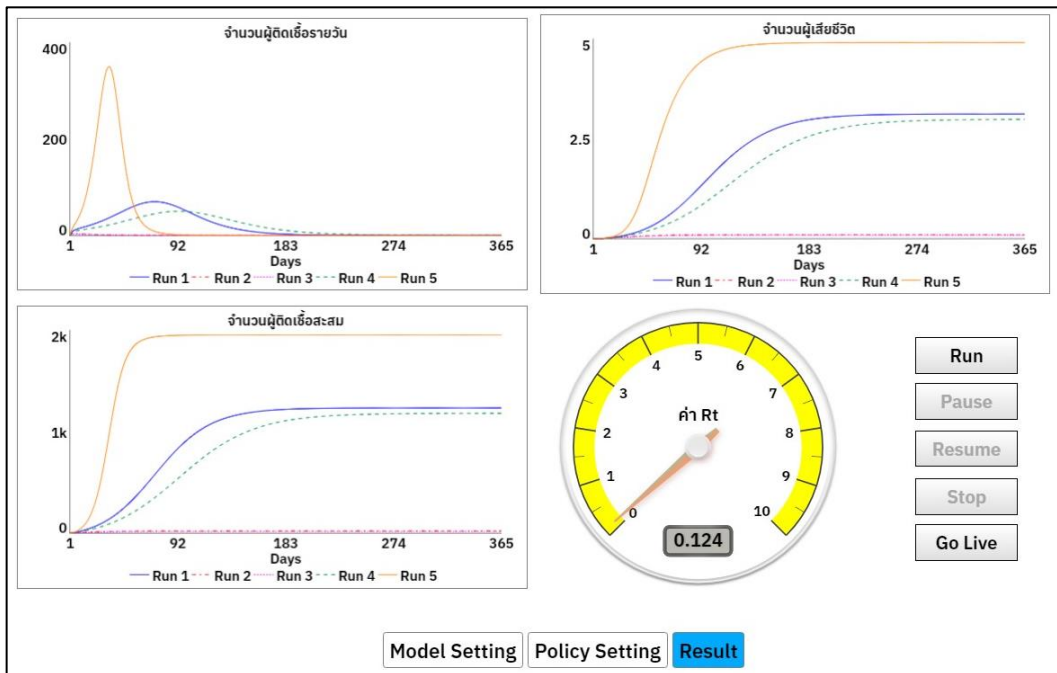 จำนวนผู้ติดเชื้อรายวัน
400
200
0
1 92 183 274 365
Days
Run 1 Run 2 Run 3 Run 4 Run 5
จำนวนผู้เสียชีวิต
5
2.5
0
1 92 183 274 365
Days
Run 1 Run 2 Run 3 Run 4 Run 5
จำนวนผู้ติดเชื้อสะสม
2k
1k
0
1 92 183 274 365
Days
Run 1 Run 2 Run 3 Run 4 Run 5
ค่า Rt
0
1
2
3
4
5
6
7
8
9
10
0.124
Run
Pause
Resume
Stop
Go Live
Model Setting Policy Setting Result